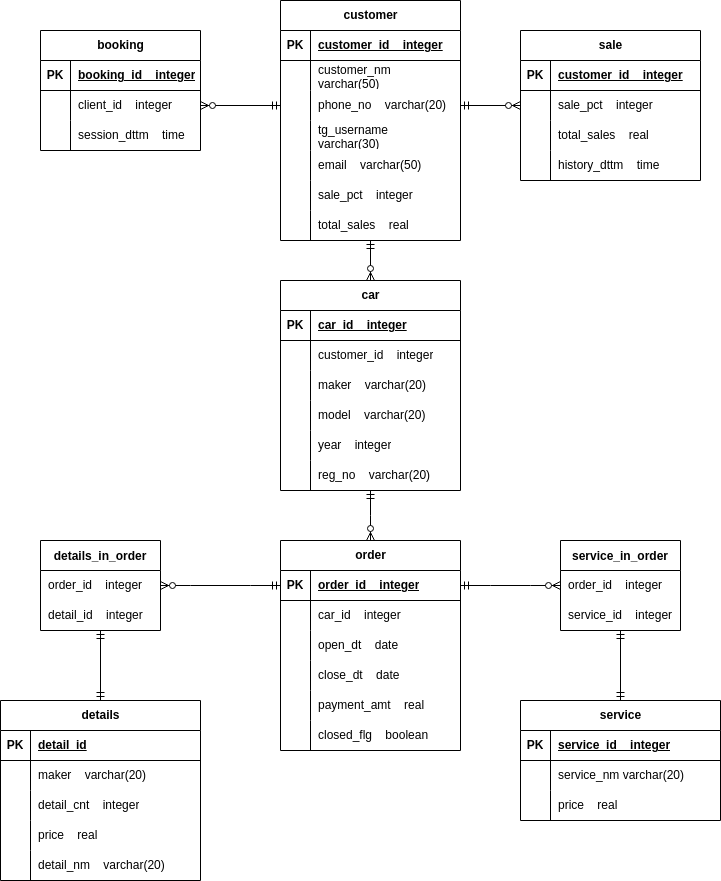 customer
PK customer_id integer
customer_nm
varchar(50)
phone_no varchar(20)
tg_username
varchar(30)
email varchar(50)
sale_pct integer
total_sales real
booking
PK booking_id integer
client_id integer
session_dttm time
sale
PK customer_id integer
sale_pct integer
total_sales real
history_dttm time
car
PK car_id integer
customer_id integer
maker varchar(20)
model varchar(20)
year integer
reg_no varchar(20)
details_in_order
order_id integer
detail_id integer
order
PK order_id integer
car_id integer
open_dt date
close_dt date
payment_amt real
closed_flg boolean
service_in_order
order_id integer
service_id integer
details
PK detail_id
maker varchar(20)
detail_cnt integer
price real
detail_nm varchar(20)
service
PK service_id integer
service_nm varchar(20)
price real